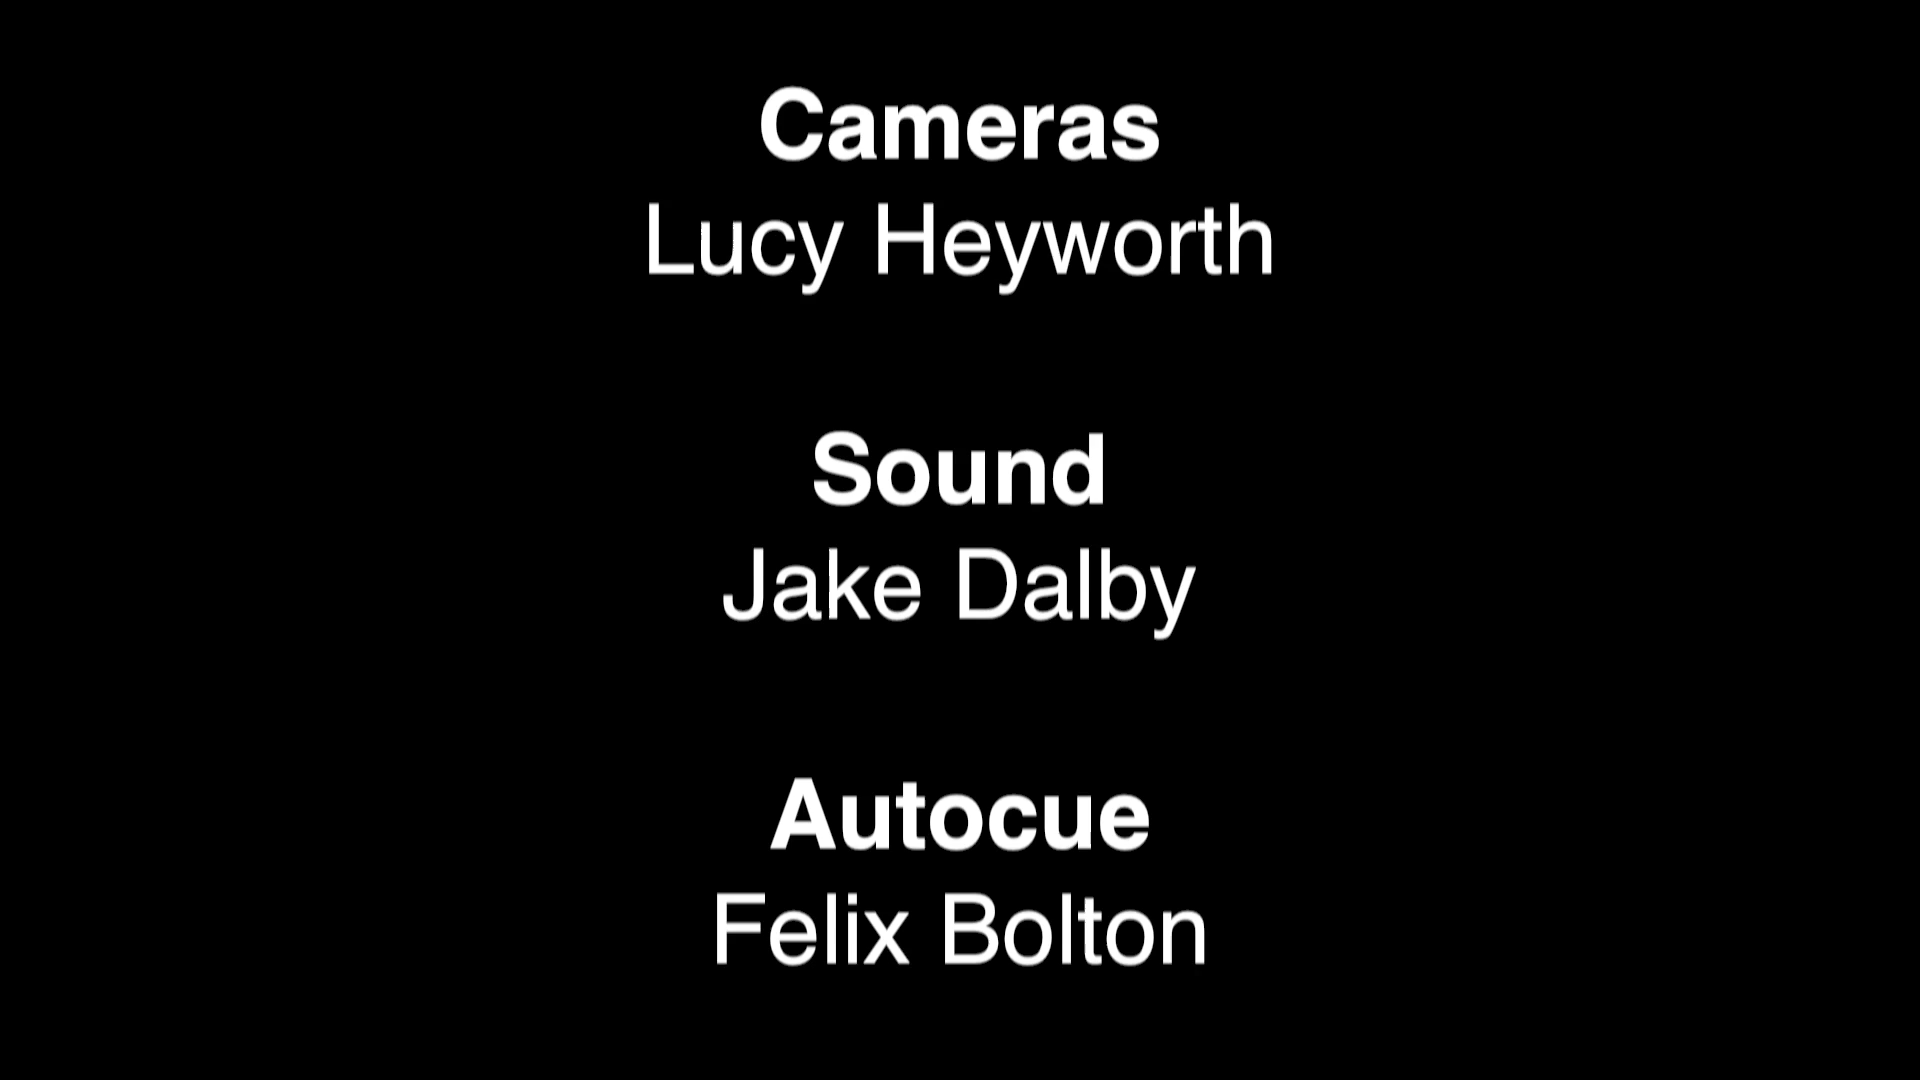 Cameras
Lucy Heyworth
Sound
Jake Dalby
Autocue
Felix Bolton